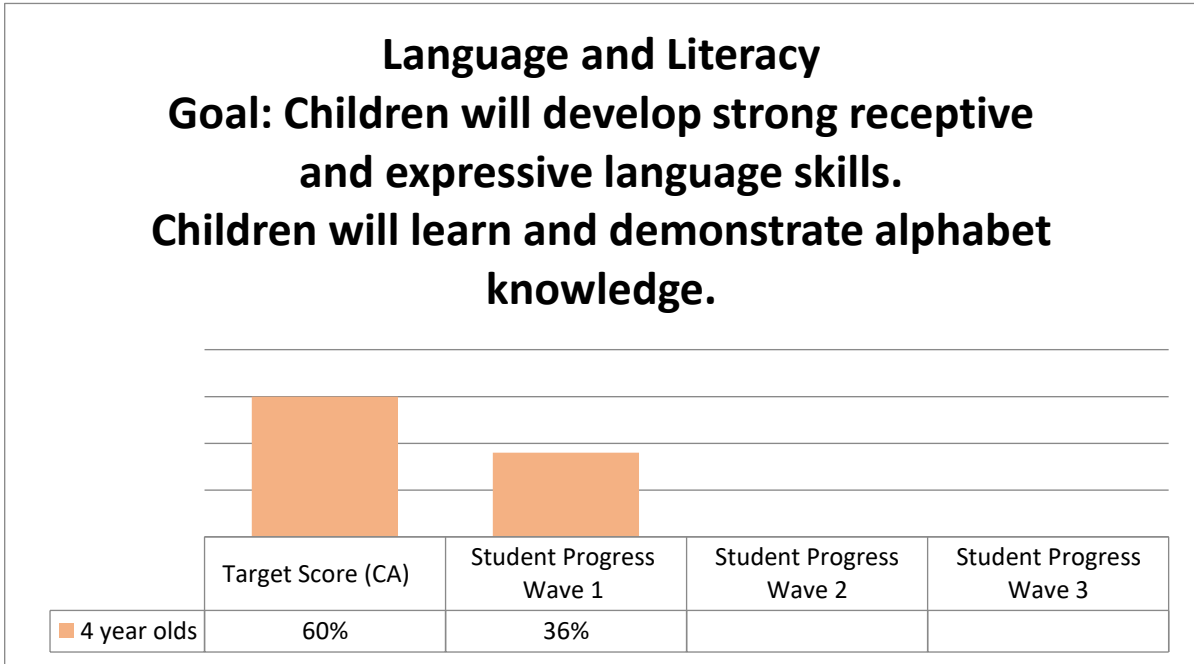 Language and Literacy
Goal: Children will develop strong receptive
and expressive language skills.
Children will learn and demonstrate alphabet
knowledge.
Target Score (CA)
Student Progress
Wave 1
Student Progress
Wave 2
Student Progress
Wave 3
4 year olds
60%
36%